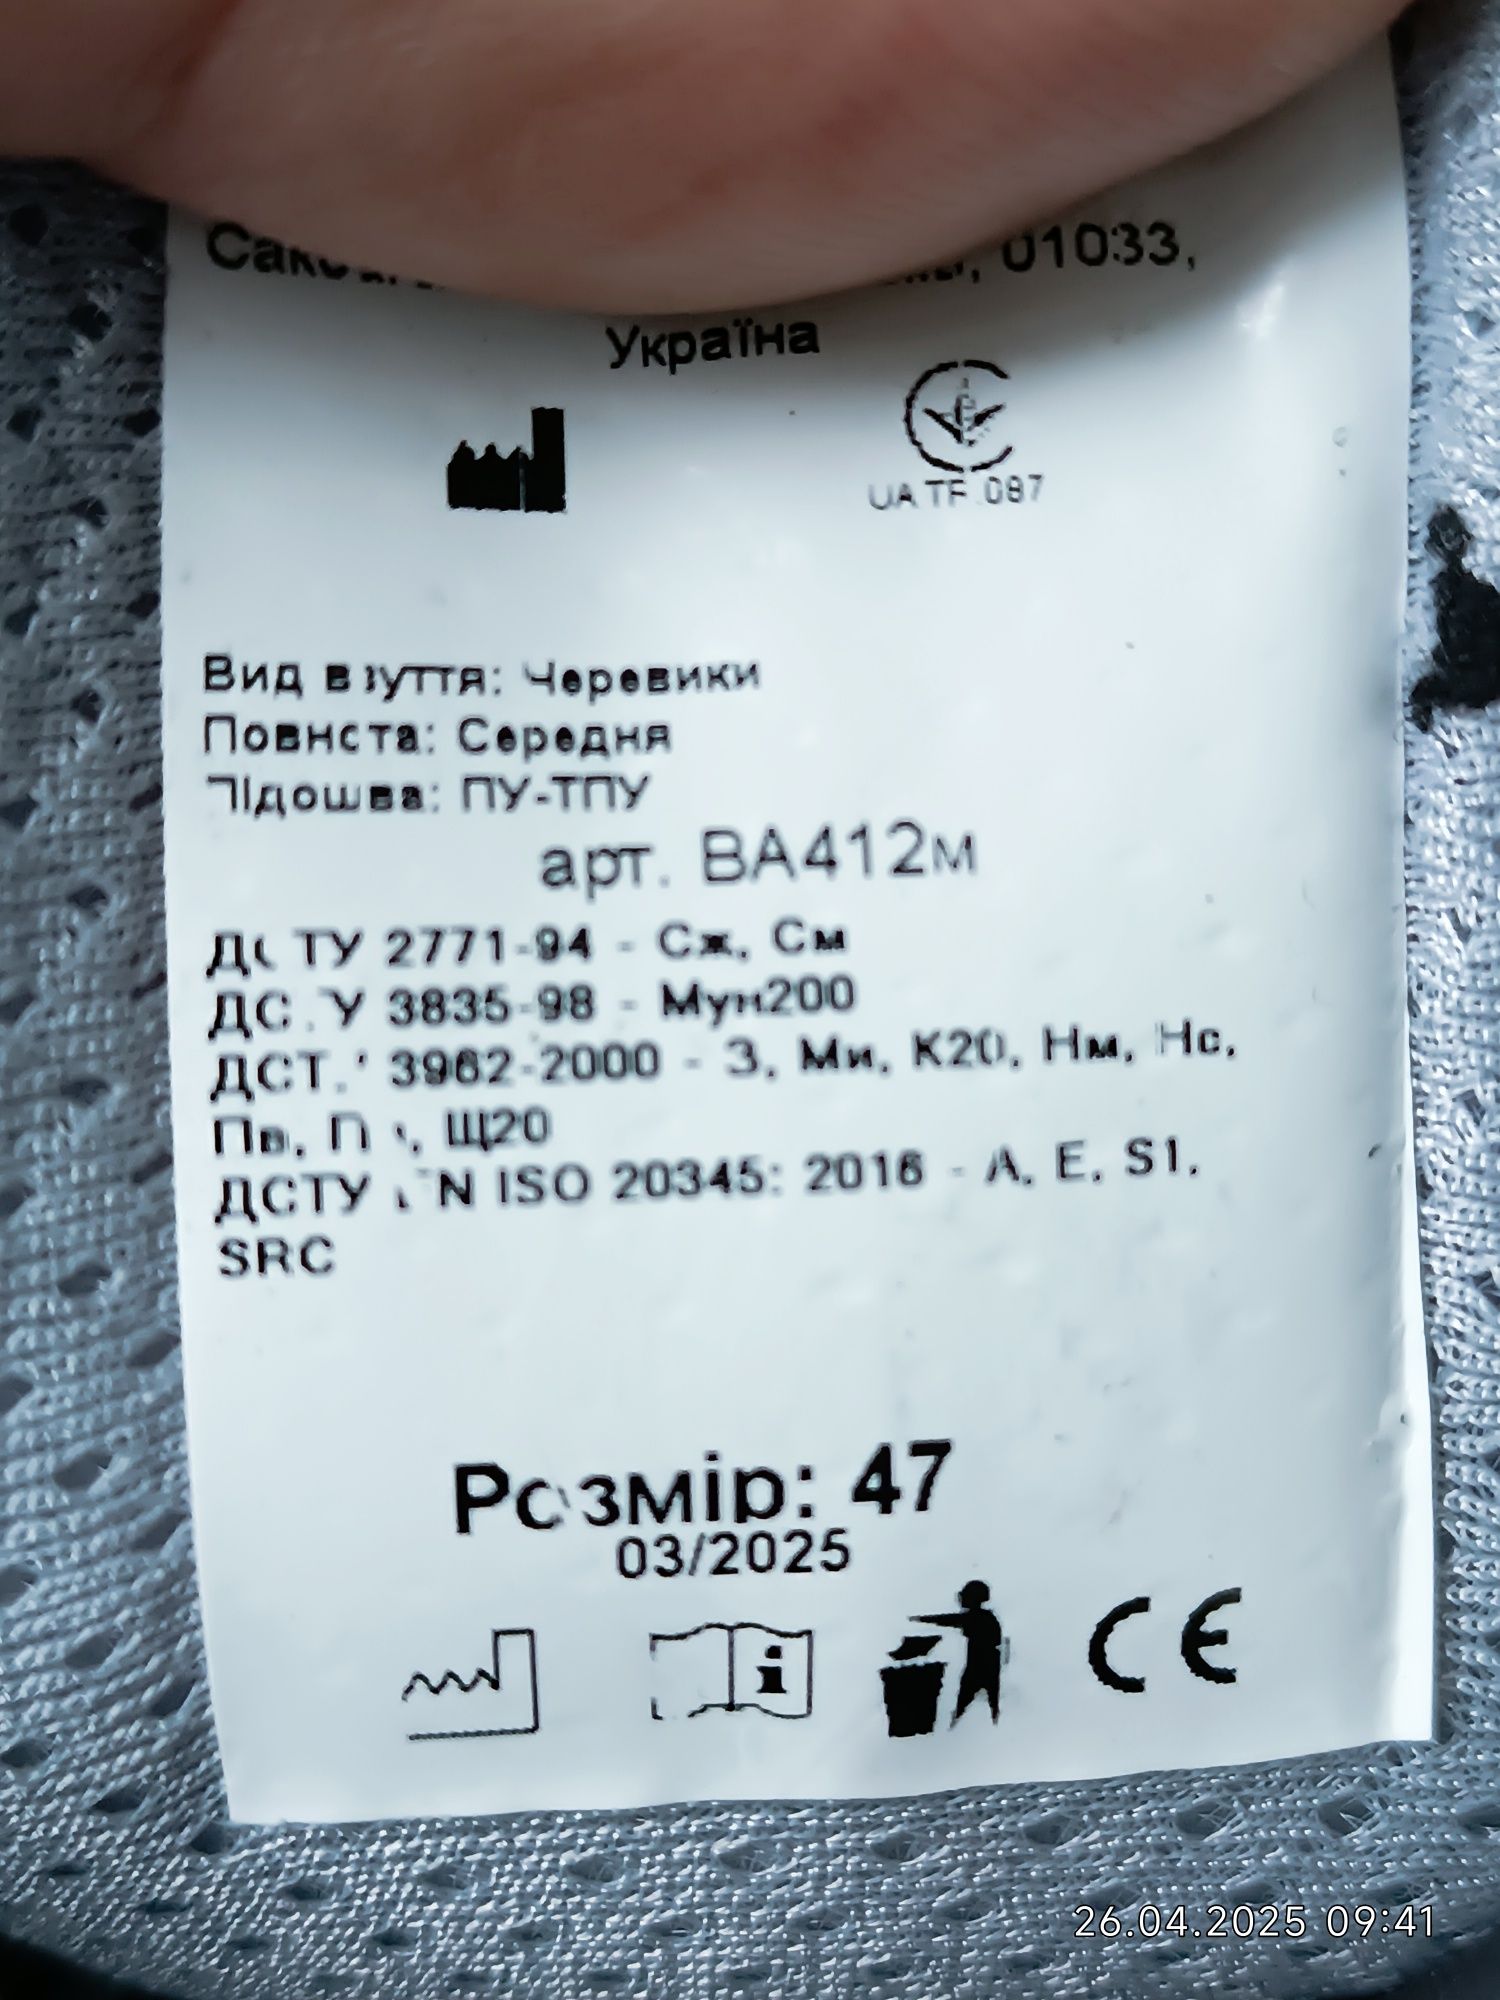 01033,
Україна
UA TF 087
Вид взуття: Черевики
Повнста: Середня
Підошва: ПУ-ТПУ
арт. ВА412м
ДСТУ 2771-94 - Сж, См
ДСТУ 3835-98 - Мун200
ДСТУ 3962-2000 - З, Ми, К20, Нм, Нс,
Пв, Щ20
ДСТУ EN ISO 20345: 2016 - A, E, S1,
SRC
Розмір: 47
03/2025
i
CE
26.04.2025 09:41